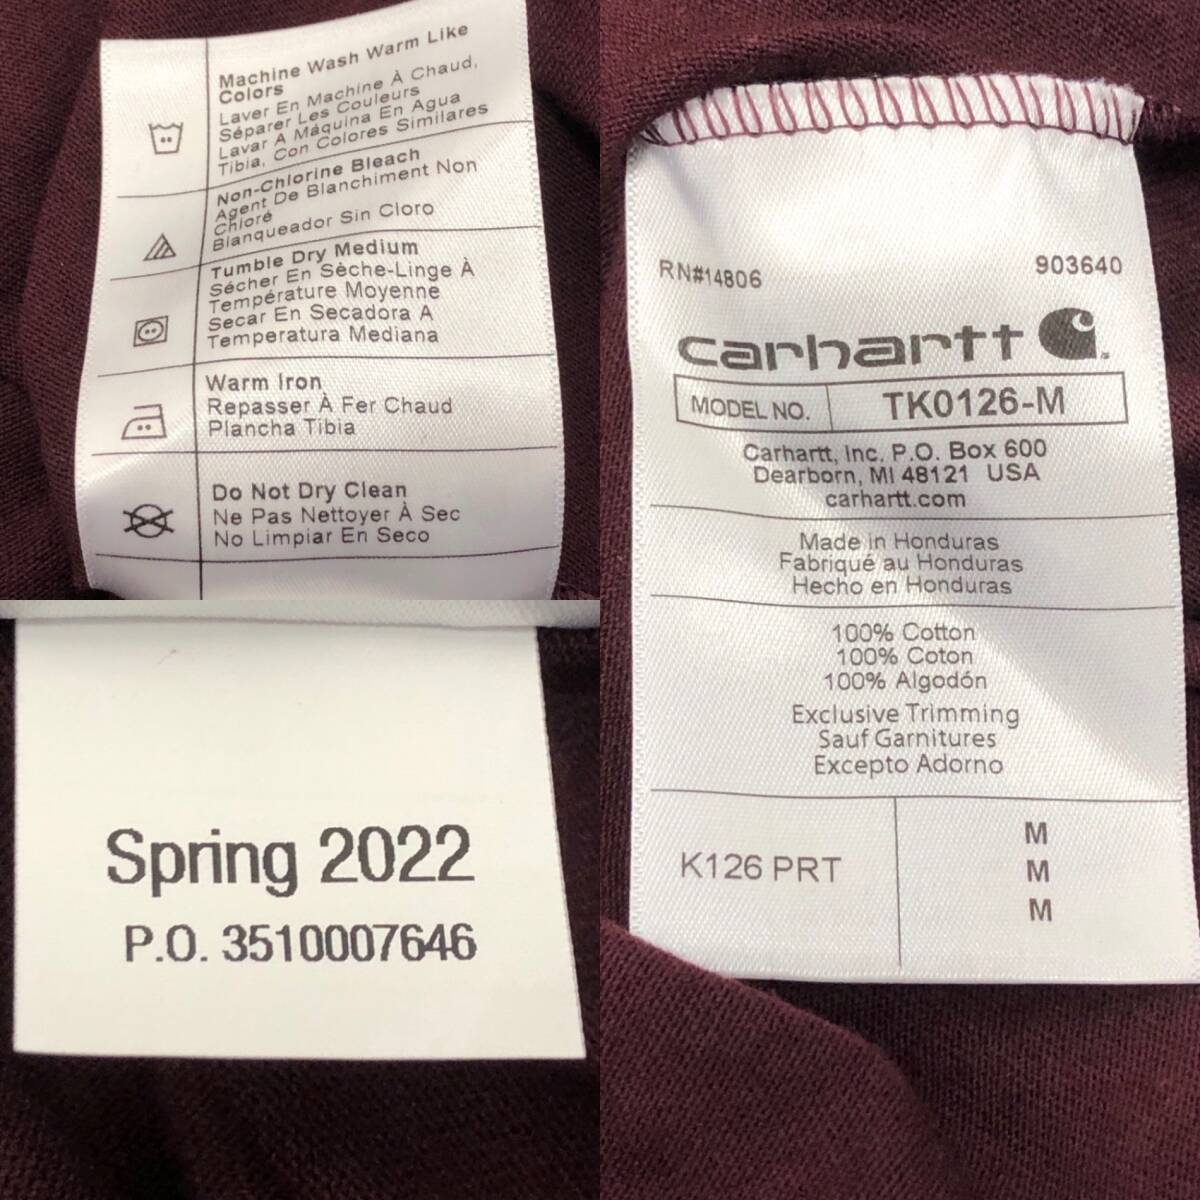 Machine Wash Warm Like
Colors
Laver En Machine À Chaud,
Séparer Les Couleurs
Lavar A Máquina En Agua
Tibia, Con Colores Similares
Non-Chlorine Bleach
Agent De Blanchiment Non
Chloré
Blanqueador Sin Cloro
Tumble Dry Medium
Sécher En Sèche-Linge À
Température Moyenne
Secar En Secadora A
Temperatura Mediana
Warm Iron
Repasser À Fer Chaud
Plancha Tibia
Do Not Dry Clean
Ne Pas Nettoyer À Sec
No Limpiar En Seco
RN#14806 903640
carhartt
MODEL NO. TK0126-M
Carhartt, Inc. P.O. Box 600
Dearborn, MI 48121 USA
carhartt.com
Made in Honduras
Fabriqué au Honduras
Hecho en Honduras
100% Cotton
100% Coton
100% Algodón
Exclusive Trimming
Sauf Garnitures
Excepto Adorno
K126 PRT
M
M
M
Spring 2022
P.O. 3510007646